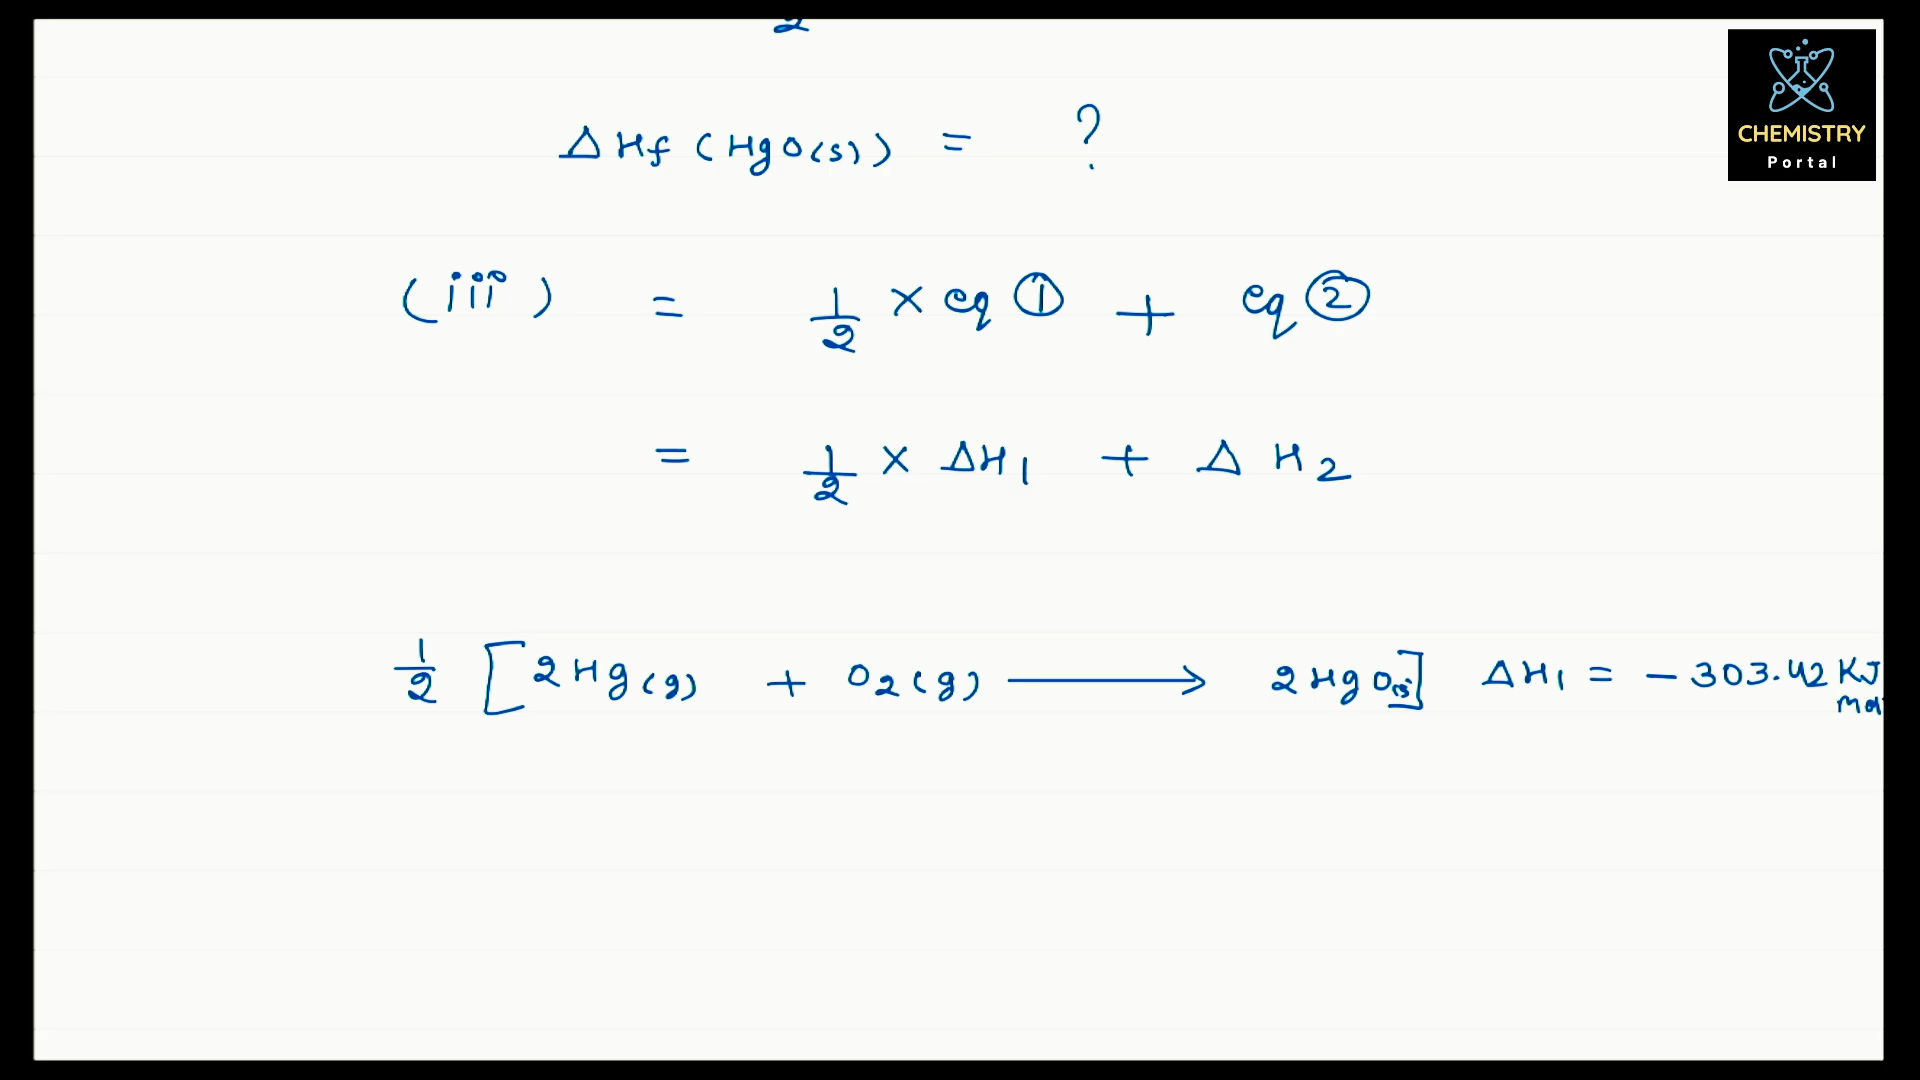 2
ΔHf (HgO(s)) = ?
(iii) = 1/2 × eq ① + eq ②
= 1/2 × ΔH1 + ΔH2
1/2 [2Hg(g) + O2(g) ⟶ 2HgO(s)] ΔH1 = -303.42 KJ
CHEMISTRY
Portal